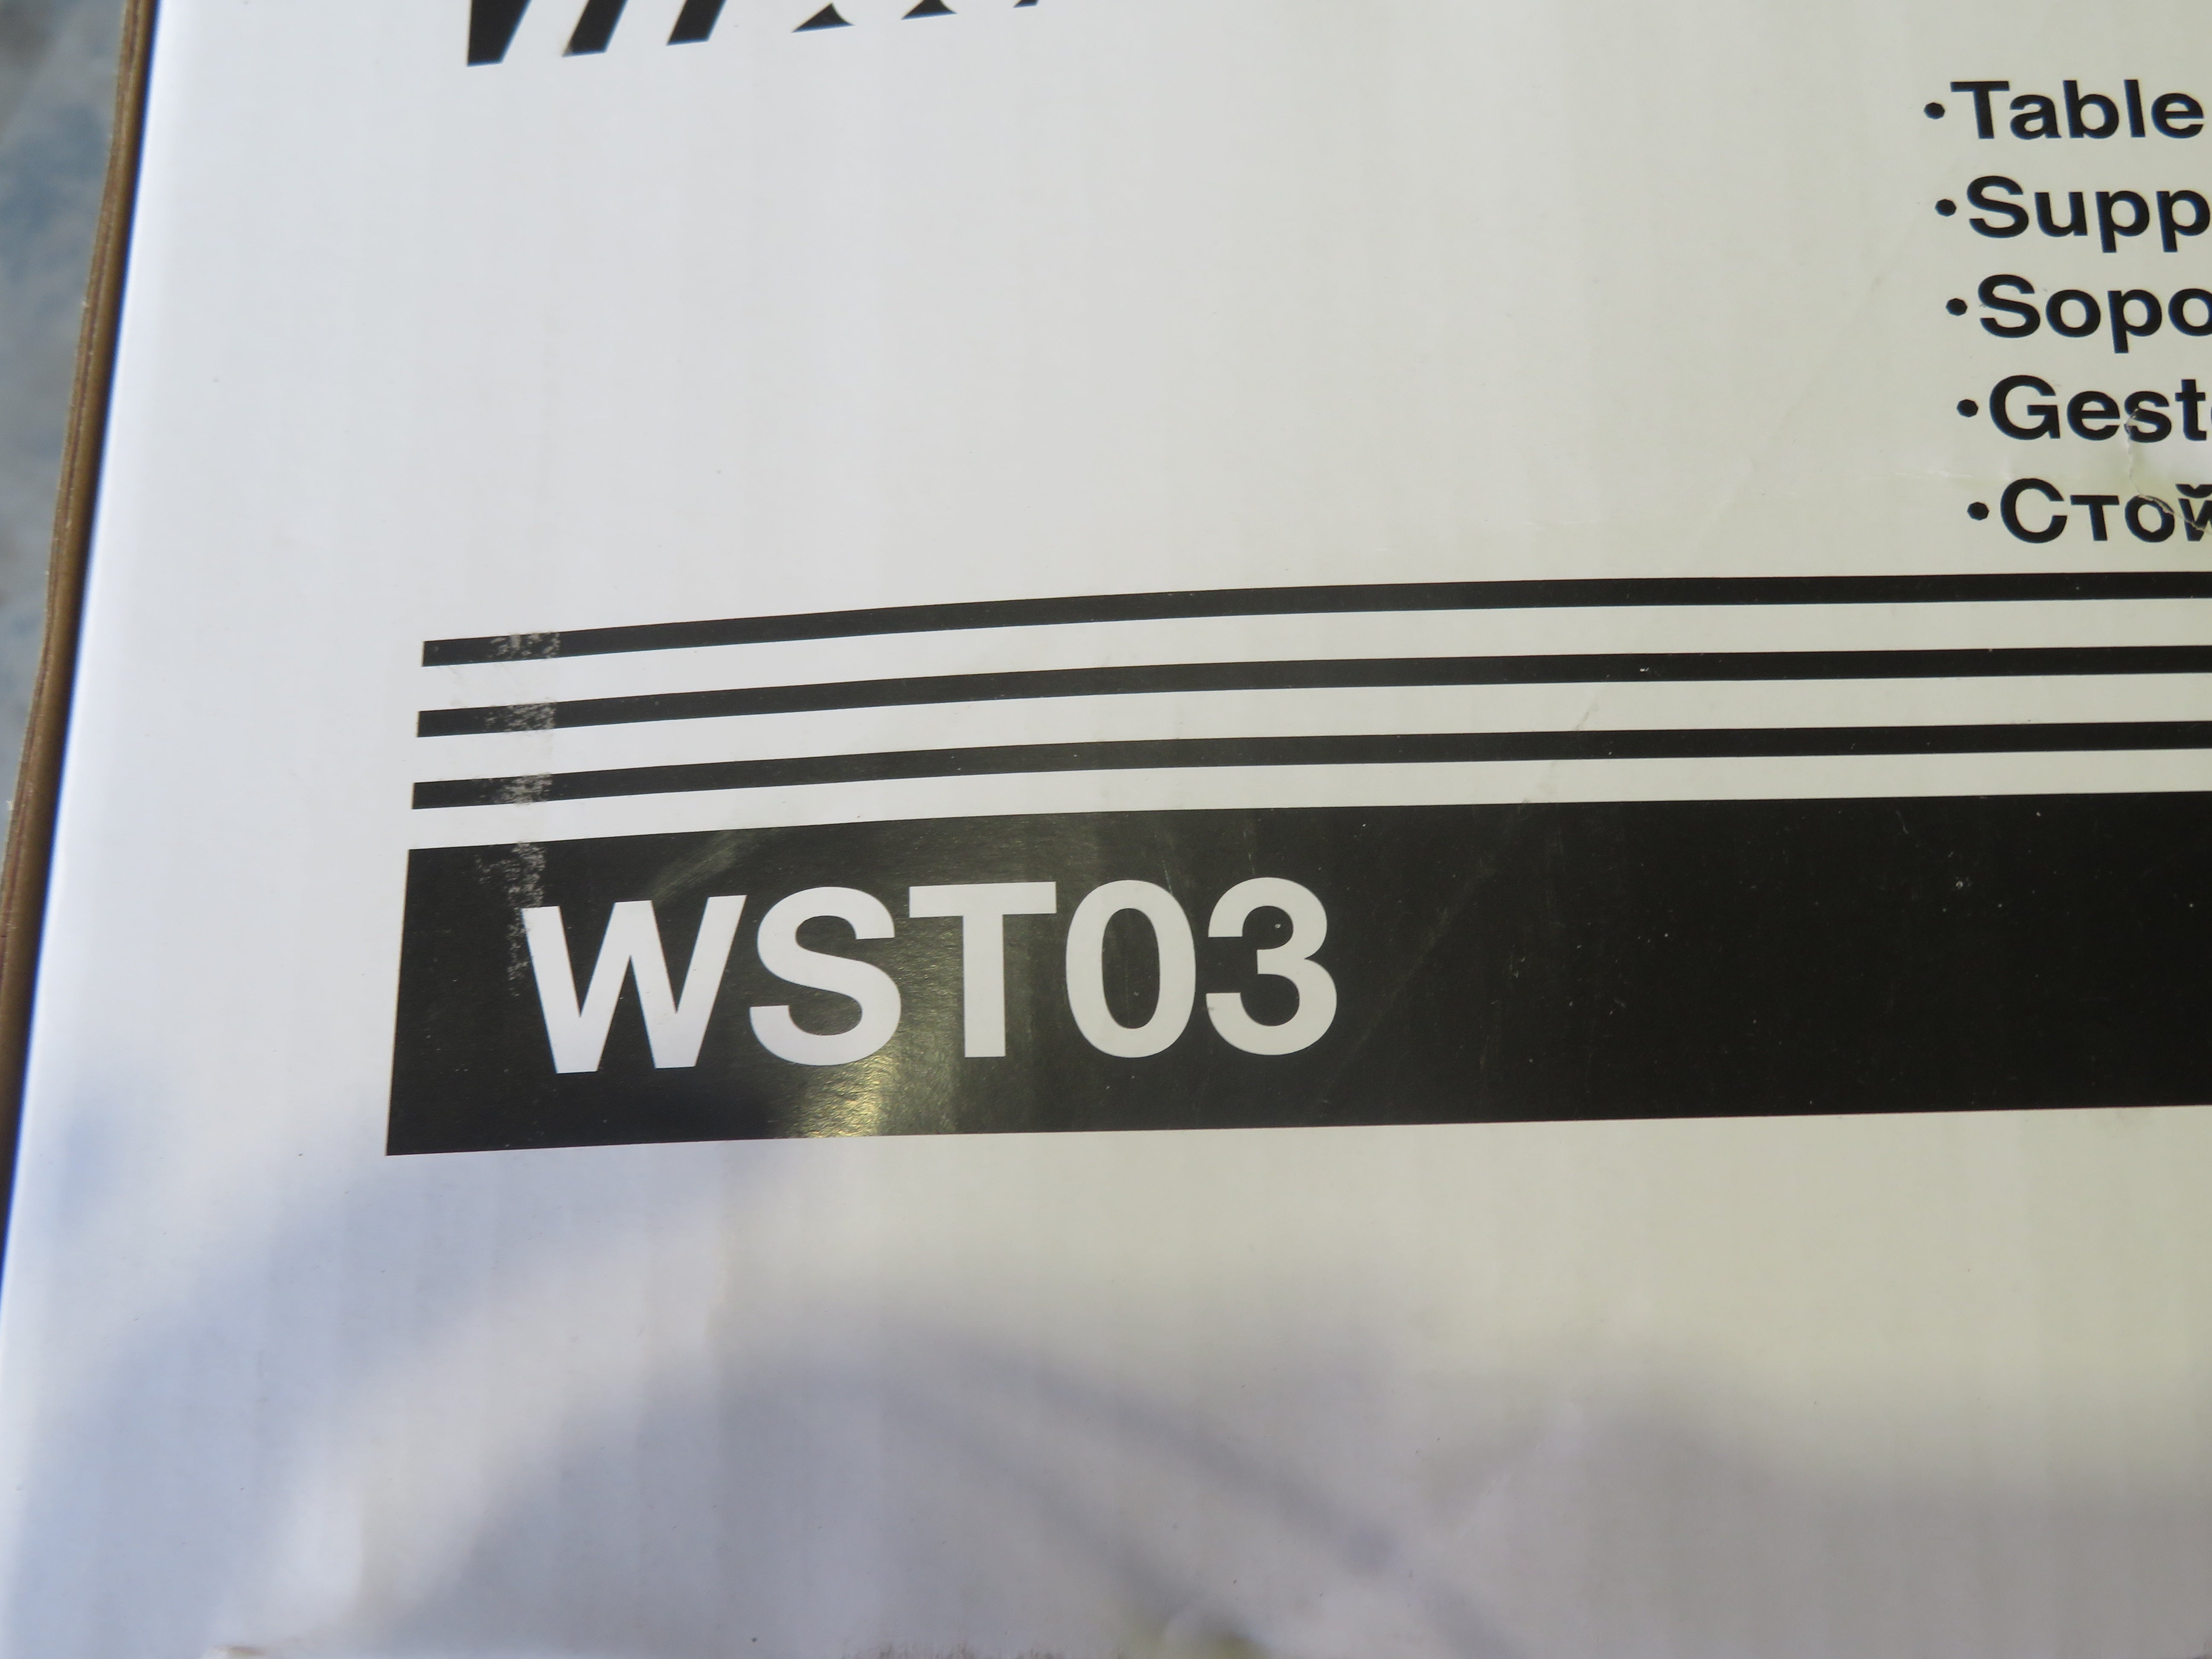 •Table
•Supp
•Sopo
•Gest
•Стой
WST03